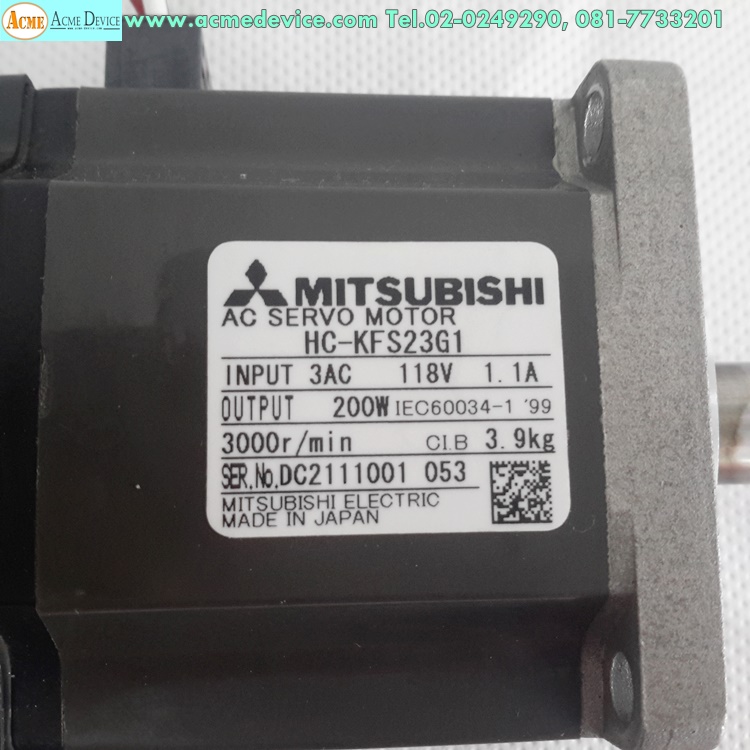 ACME ACME DEVICE www.acmedevice.com Tel.02-0249290, 081-7733201
MITSUBISHI
AC SERVO MOTOR
HC-KFS23G1
INPUT 3AC 118V 1.1A
OUTPUT 200W IEC60034-1 '99
3000r/min CI.B 3.9kg
SER.No.DC2111001 053
MITSUBISHI ELECTRIC
MADE IN JAPAN